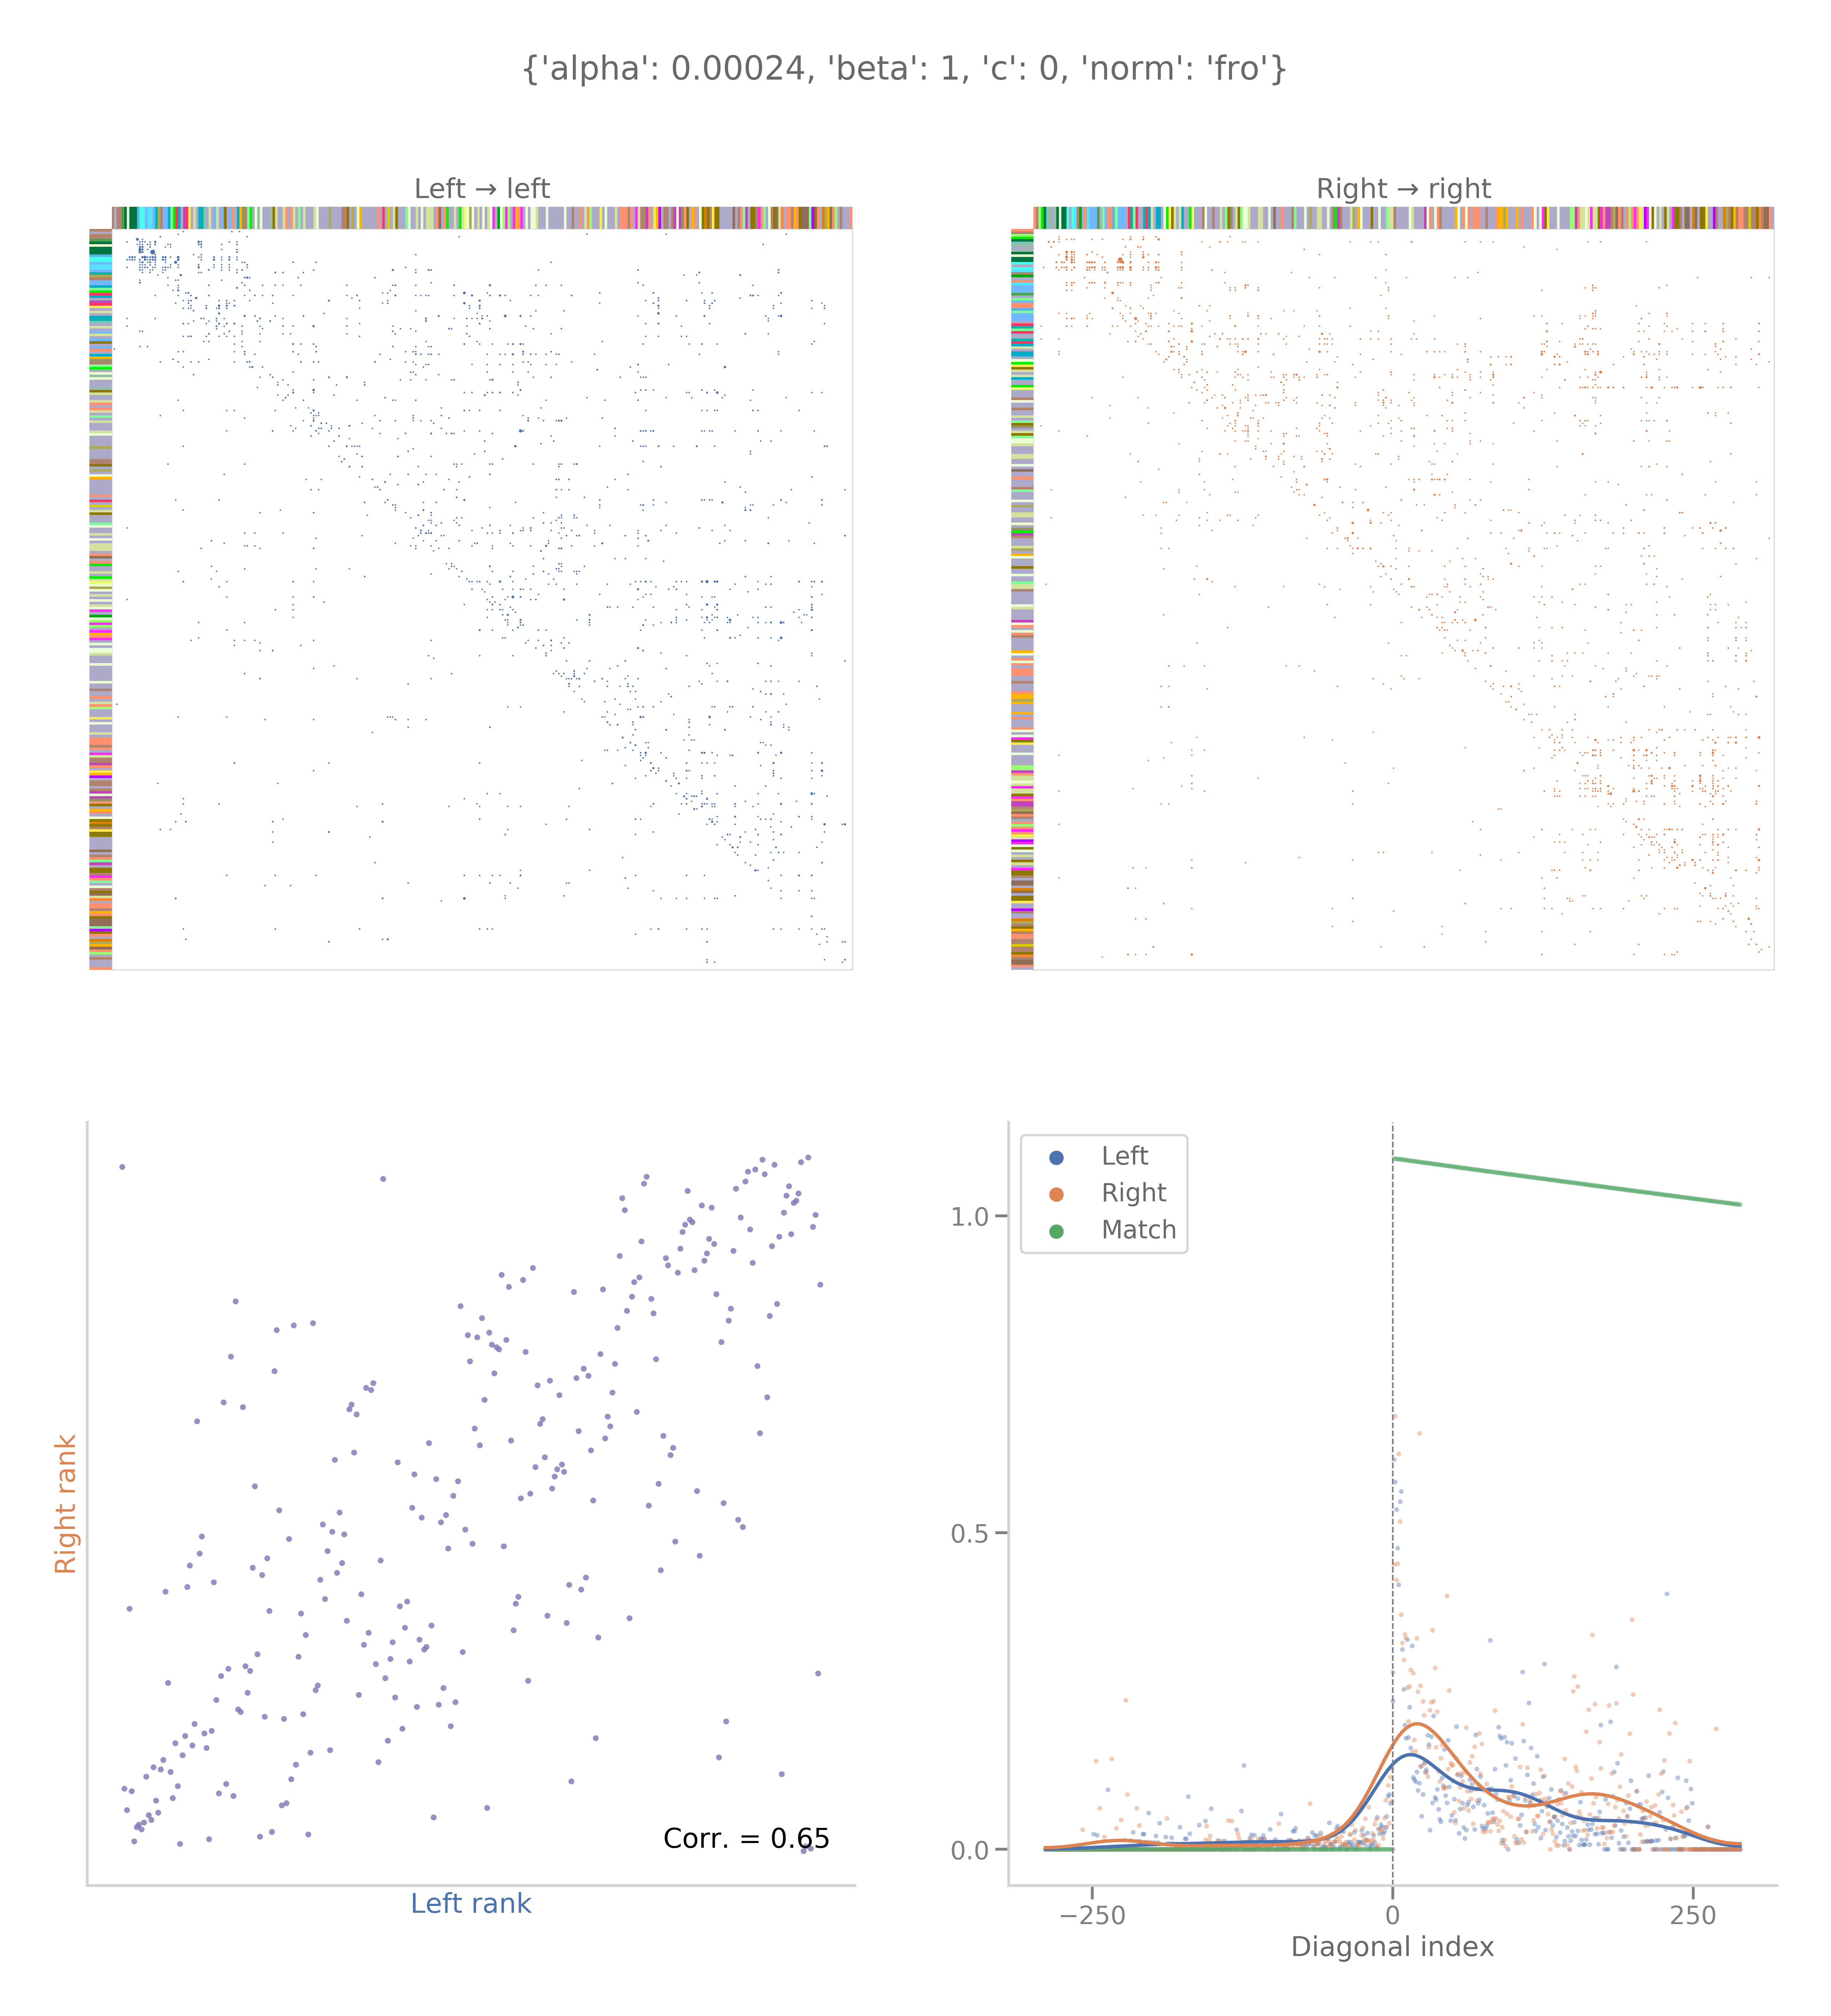 {'alpha': 0.00024, 'beta': 1, 'c': 0, 'norm': 'fro'}
Left → left
Right → right
Right rank
Corr. = 0.65
Left rank
Left
Right
Match
1.0
0.5
0.0
−250
0
250
Diagonal index